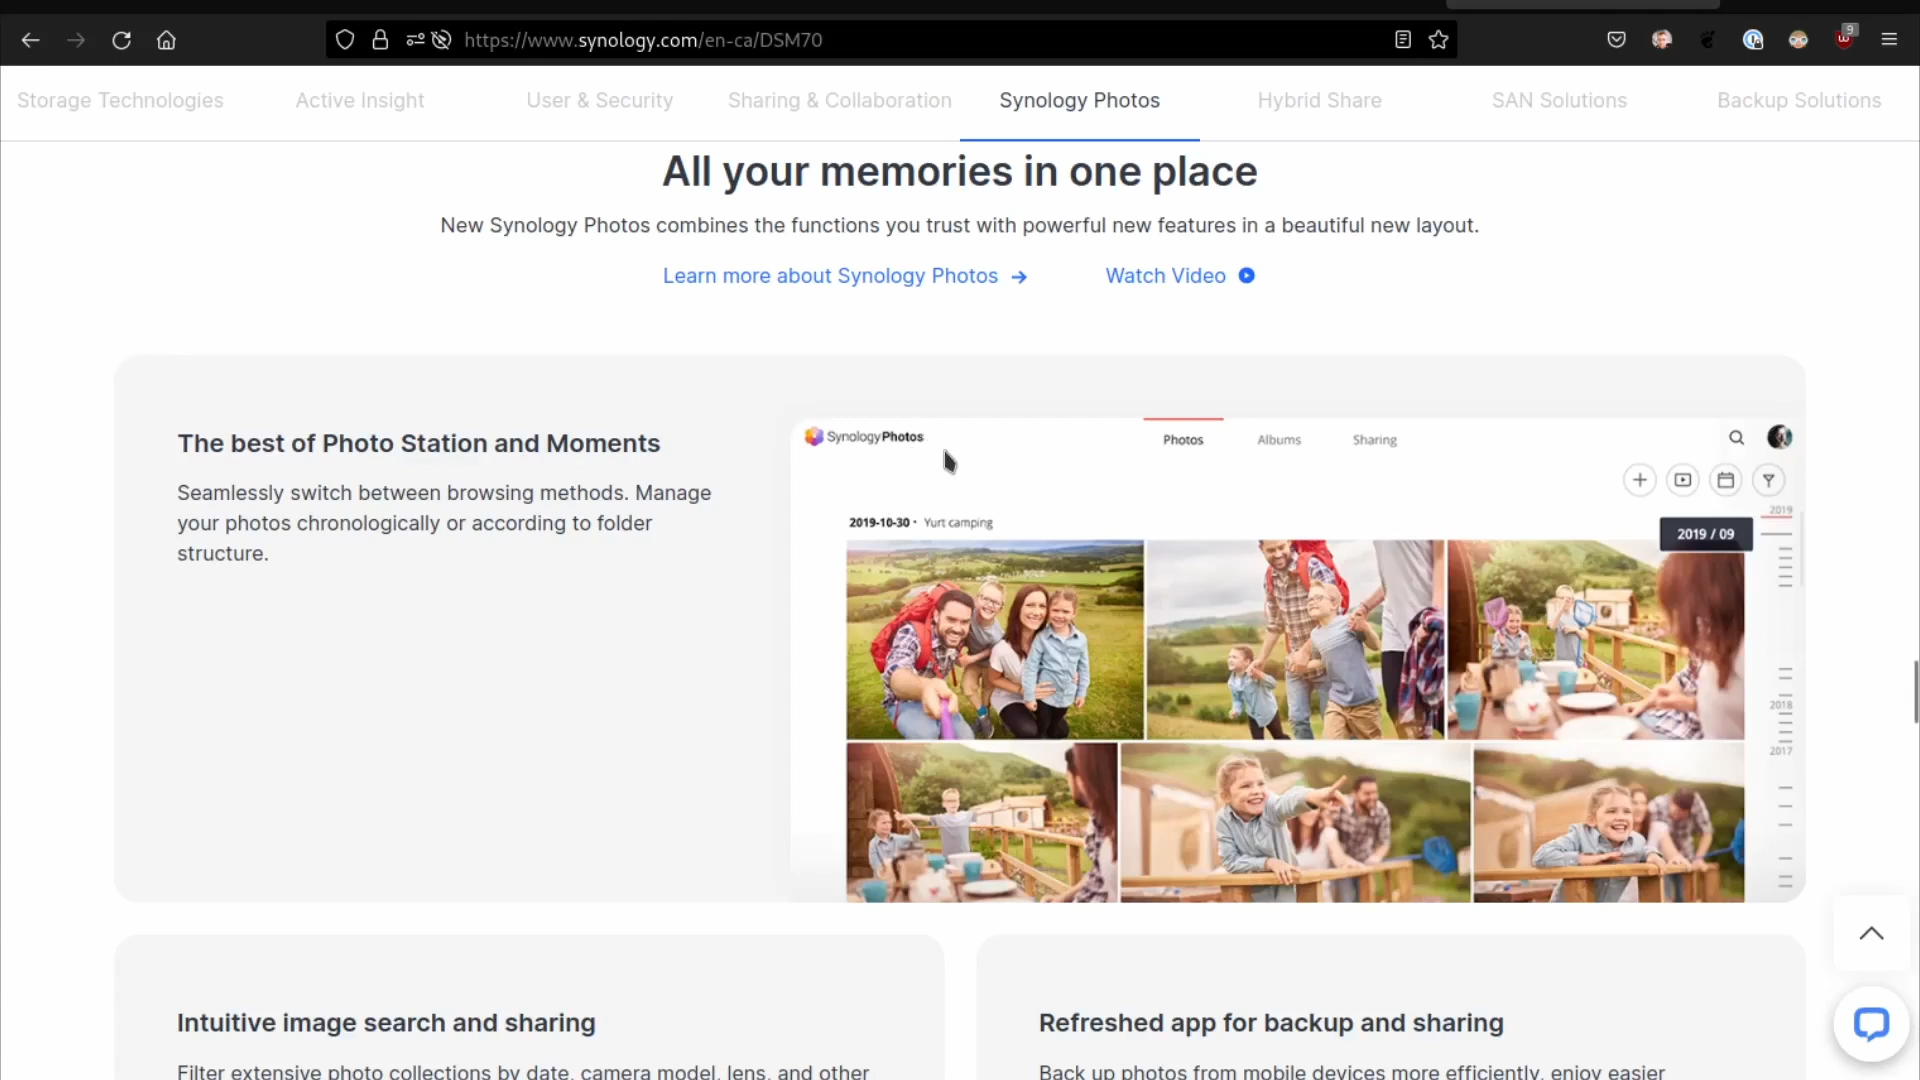 9
https://www.synology.com/en-ca/DSM70
Storage Technologies
Active Insight
User & Security
Sharing & Collaboration
Synology Photos
Hybrid Share
SAN Solutions
Backup Solutions
All your memories in one place
New Synology Photos combines the functions you trust with powerful new features in a beautiful new layout.
Learn more about Synology Photos
Watch Video
The best of Photo Station and Moments
Seamlessly switch between browsing methods. Manage
your photos chronologically or according to folder
structure.
SynologyPhotos
Photos
Albums
Sharing
2019-10-30 · Yurt camping
2019
2019 / 09
2018
2017
Intuitive image search and sharing
Filter extensive photo collections by date, camera model, lens, and other
Refreshed app for backup and sharing
Back up photos from mobile devices more efficiently, enjoy easier